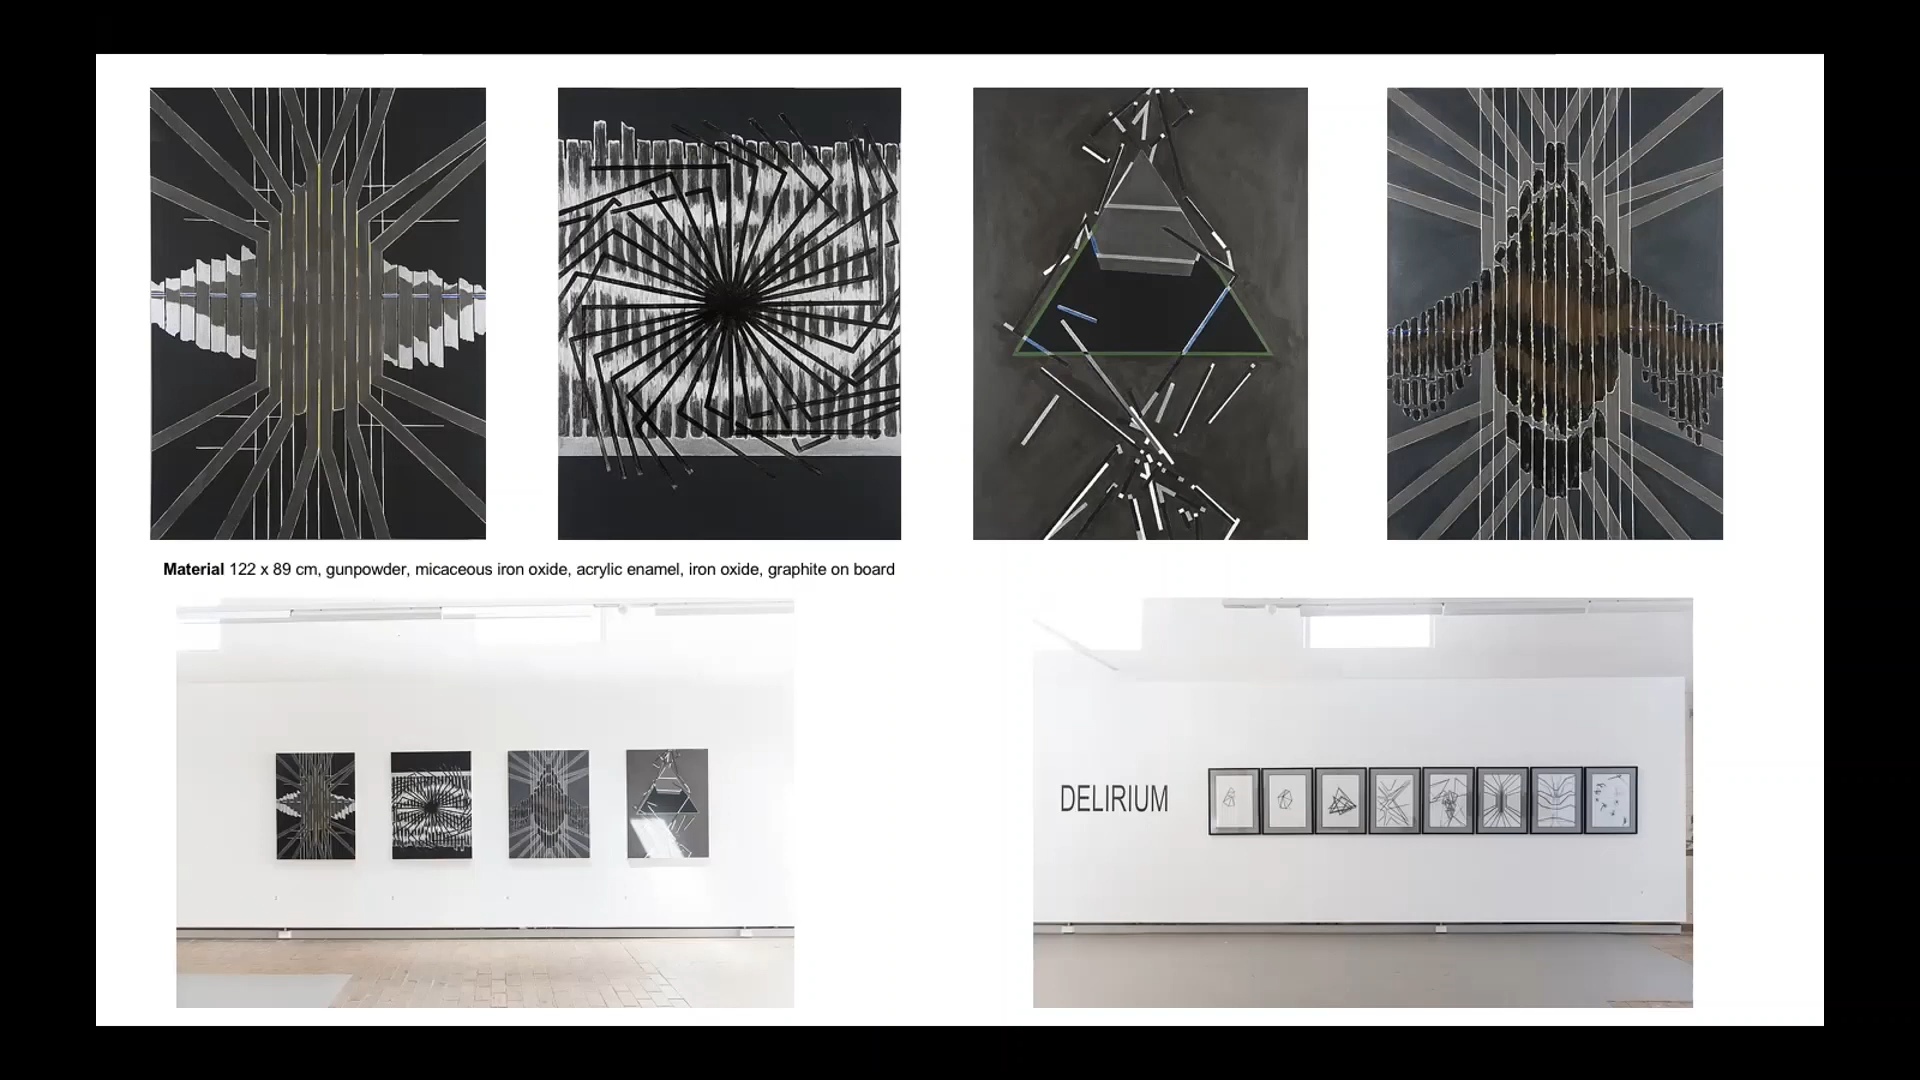 Material 122 x 89 cm, gunpowder, micaceous iron oxide, acrylic enamel, iron oxide, graphite on board
DELIRIUM